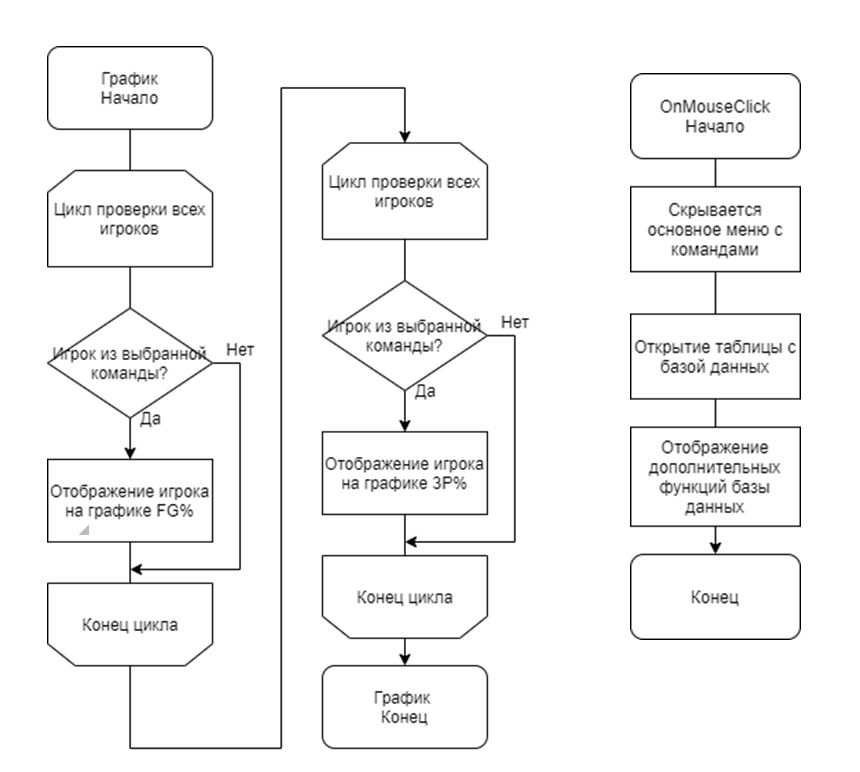 График
Начало
Цикл проверки всех
игроков
Игрок из выбранной
команды?
Нет
Да
Отображение игрока
на графике FG%
Конец цикла
Цикл проверки всех
игроков
Игрок из выбранной
команды?
Нет
Да
Отображение игрока
на графике 3P%
Конец цикла
График
Конец
OnMouseClick
Начало
Скрывается
основное меню с
командами
Открытие таблицы с
базой данных
Отображение
дополнительных
функций базы
данных
Конец